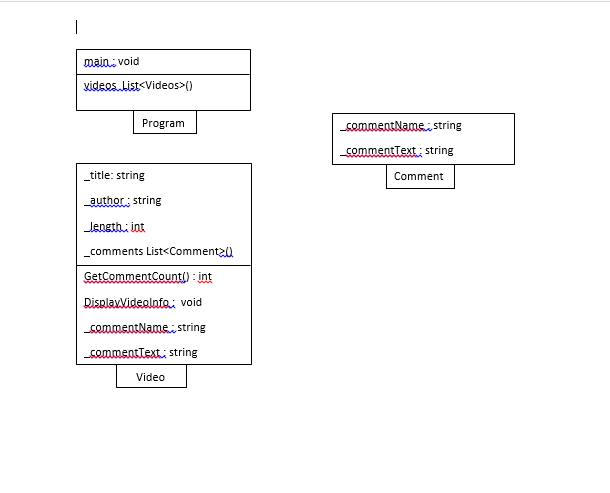 main : void
videos List<Videos>()
Program
_commentName : string
_commentText : string
Comment
_title: string
_author : string
_length : int
_comments List<Comment>()
GetCommentCount() : int
DisplayVideoInfo : void
_commentName : string
_commentText : string
Video